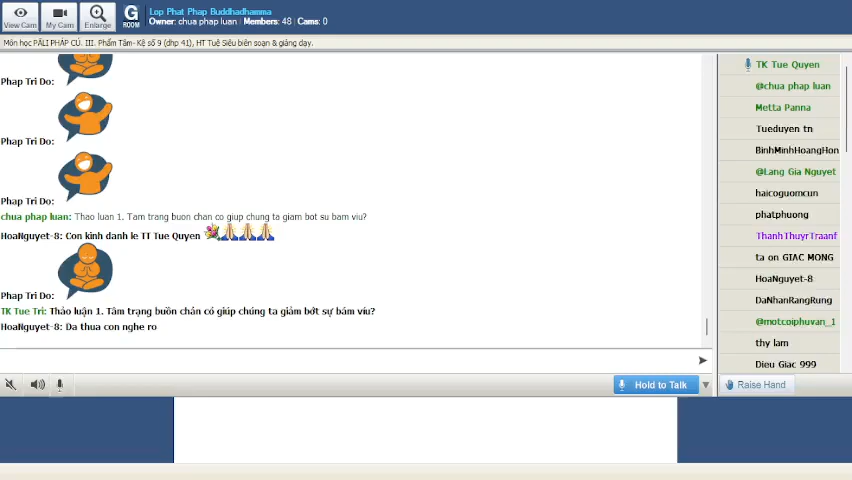 Lop Phat Phap Buddhadhamma
Owner: chua phap luan | Members: 48 | Cams: 0
View Cam
My Cam
Enlarge
G
ROOM
Môn học PĀLI PHÁP CÚ. III. Phẩm Tâm- Kệ số 9 (dhp 41), HT Tuệ Siêu biên soạn & giảng dạy.
Phap Tri Do:
Phap Tri Do:
Phap Tri Do:
chua phap luan: Thao luan 1. Tam trang buon chan co giup chung ta giam bot su bam viu?
HoaNguyet-8: Con kinh danh le TT Tue Quyen
Phap Tri Do:
TK Tue Tri: Thảo luận 1. Tâm trạng buồn chán có giúp chúng ta giảm bớt sự bám víu?
HoaNguyet-8: Da thua con nghe ro
Hold to Talk
TK Tue Quyen
@chua phap luan
Metta Panna
Tueduyen tn
BinhMinhHoangHon
@Lang Gia Nguyet
haicoguomcun
phatphuong
ThanhThuyrTraanf
ta on GIAC MONG
HoaNguyet-8
DaNhanRangRung
@motcoiphuvan_1
thy lam
Dieu Giac 999
Raise Hand